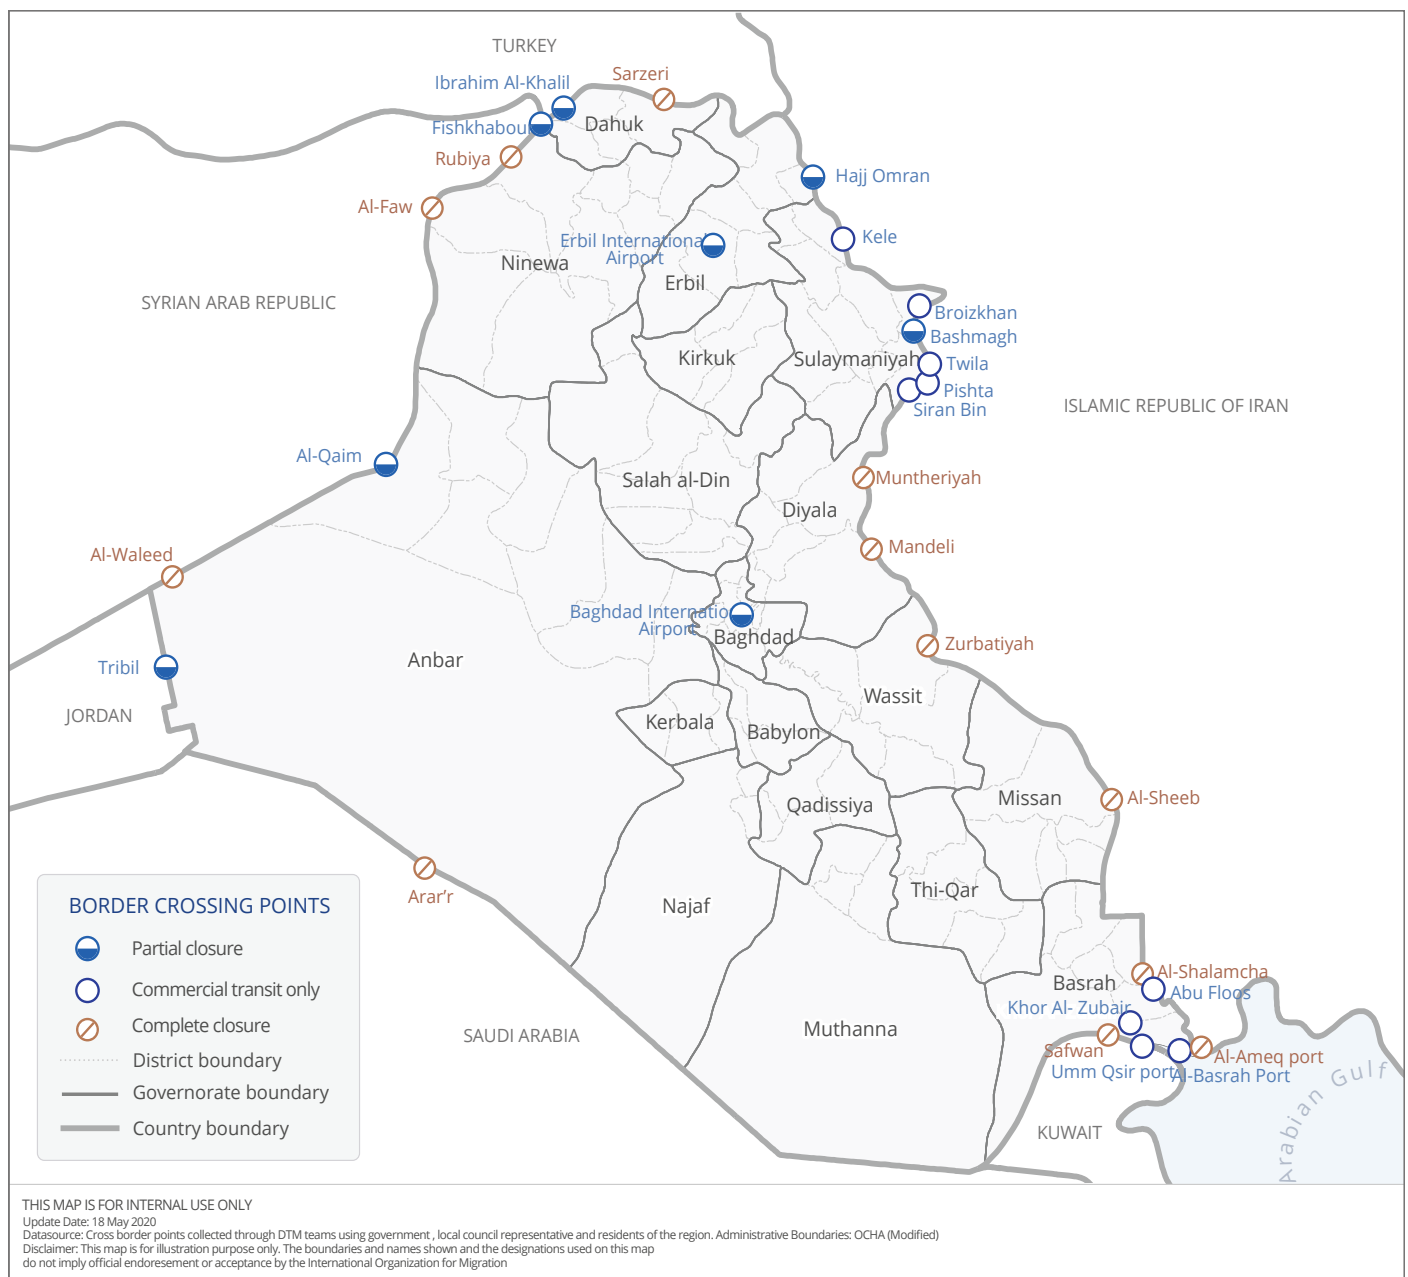 TURKEY
Sarzeri
Ibrahim Al-Khalil
Dahuk
Fishkhabour
Rubiya
Hajj Omran
Al-Faw
Kele
Erbil International
Airport
Ninewa
Erbil
SYRIAN ARAB REPUBLIC
Broizkhan
Bashmagh
Kirkuk
Sulaymaniyah
Twila
Pishta
Siran Bin
ISLAMIC REPUBLIC OF IRAN
Al-Qaim
Salah al-Din
Muntheriyah
Diyala
Mandeli
Al-Waleed
Baghdad Internatio
Airport
Baghdad
Zurbatiyah
Anbar
Tribil
Wassit
JORDAN
Kerbala
Babylon
Missan
Al-Sheeb
Qadissiya
Arar’r
Thi-Qar
Najaf
BORDER CROSSING POINTS
Partial closure
Commercial transit only
Complete closure
District boundary
Governorate boundary
Country boundary
Al-Shalamcha
Basrah
Abu Floos
Khor Al- Zubair
Muthanna
SAUDI ARABIA
Safwan
Al-Ameq port
Umm Qsir port
Al-Basrah Port
Arabian Gulf
KUWAIT
THIS MAP IS FOR INTERNAL USE ONLY
Update Date: 18 May 2020
Datasource: Cross border points collected through DTM teams using government , local council representative and residents of the region. Administrative Boundaries: OCHA (Modified)
Disclaimer: This map is for illustration purpose only. The boundaries and names shown and the designations used on this map
do not imply official endoresement or acceptance by the International Organization for Migration